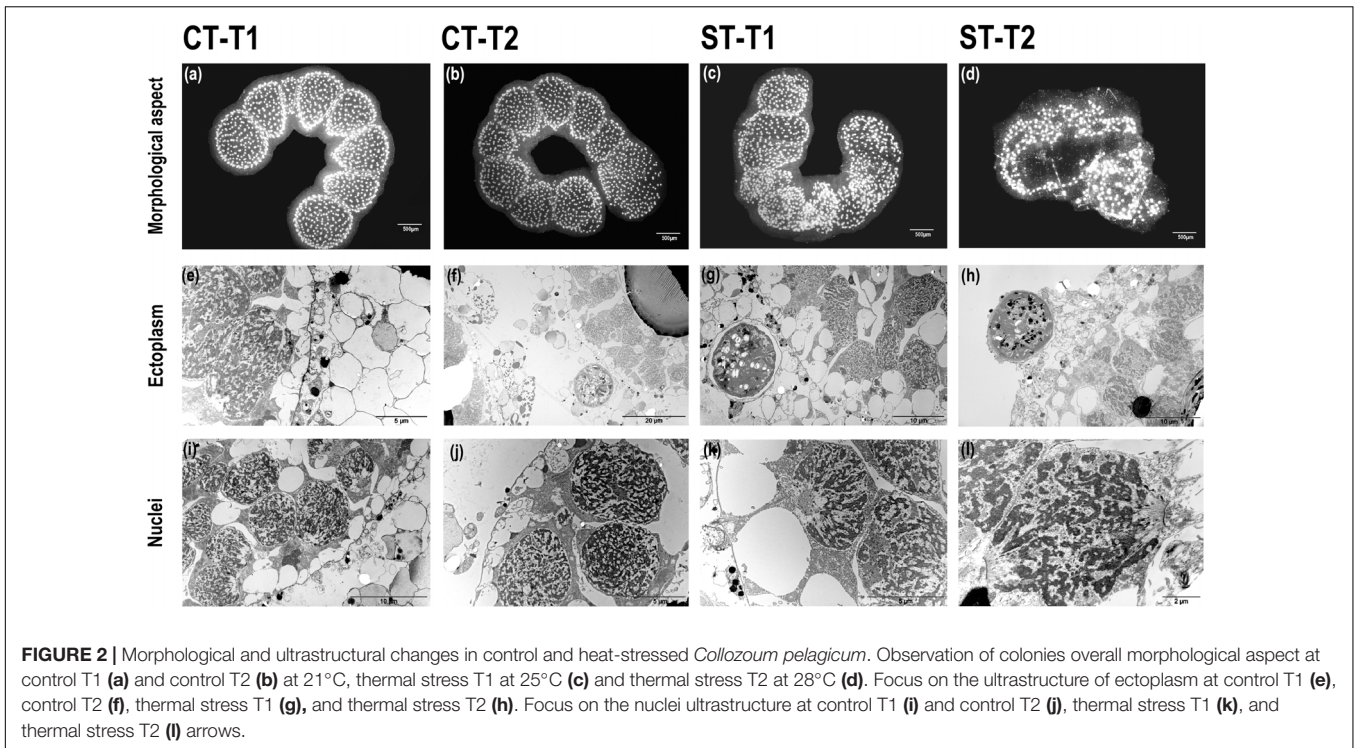 CT-T1 CT-T2 ST-T1 ST-T2
Morphological aspect
(a) (b) (c) (d)
500µm 500µm 500µm 500µm
Ectoplasm
(e) (f) (g) (h)
5 µm 20 µm 10 µm 10 µm
Nuclei
(i) (j) (k) (l)
10 µm 5 µm 5 µm 2 µm
FIGURE 2 | Morphological and ultrastructural changes in control and heat-stressed Collozoum pelagicum. Observation of colonies overall morphological aspect at
control T1 (a) and control T2 (b) at 21°C, thermal stress T1 at 25°C (c) and thermal stress T2 at 28°C (d). Focus on the ultrastructure of ectoplasm at control T1 (e),
control T2 (f), thermal stress T1 (g), and thermal stress T2 (h). Focus on the nuclei ultrastructure at control T1 (i) and control T2 (j), thermal stress T1 (k), and
thermal stress T2 (l) arrows.